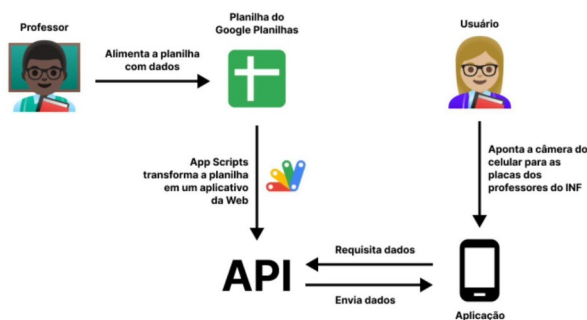 Professor
Planilha do
Google Planilhas
Usuário
Alimenta a planilha
com dados
App Scripts
transforma a planilha
em um aplicativo
da Web
Aponta a câmera do
celular para as
placas dos
professores do INF
API
Requisita dados
Envia dados
Aplicação